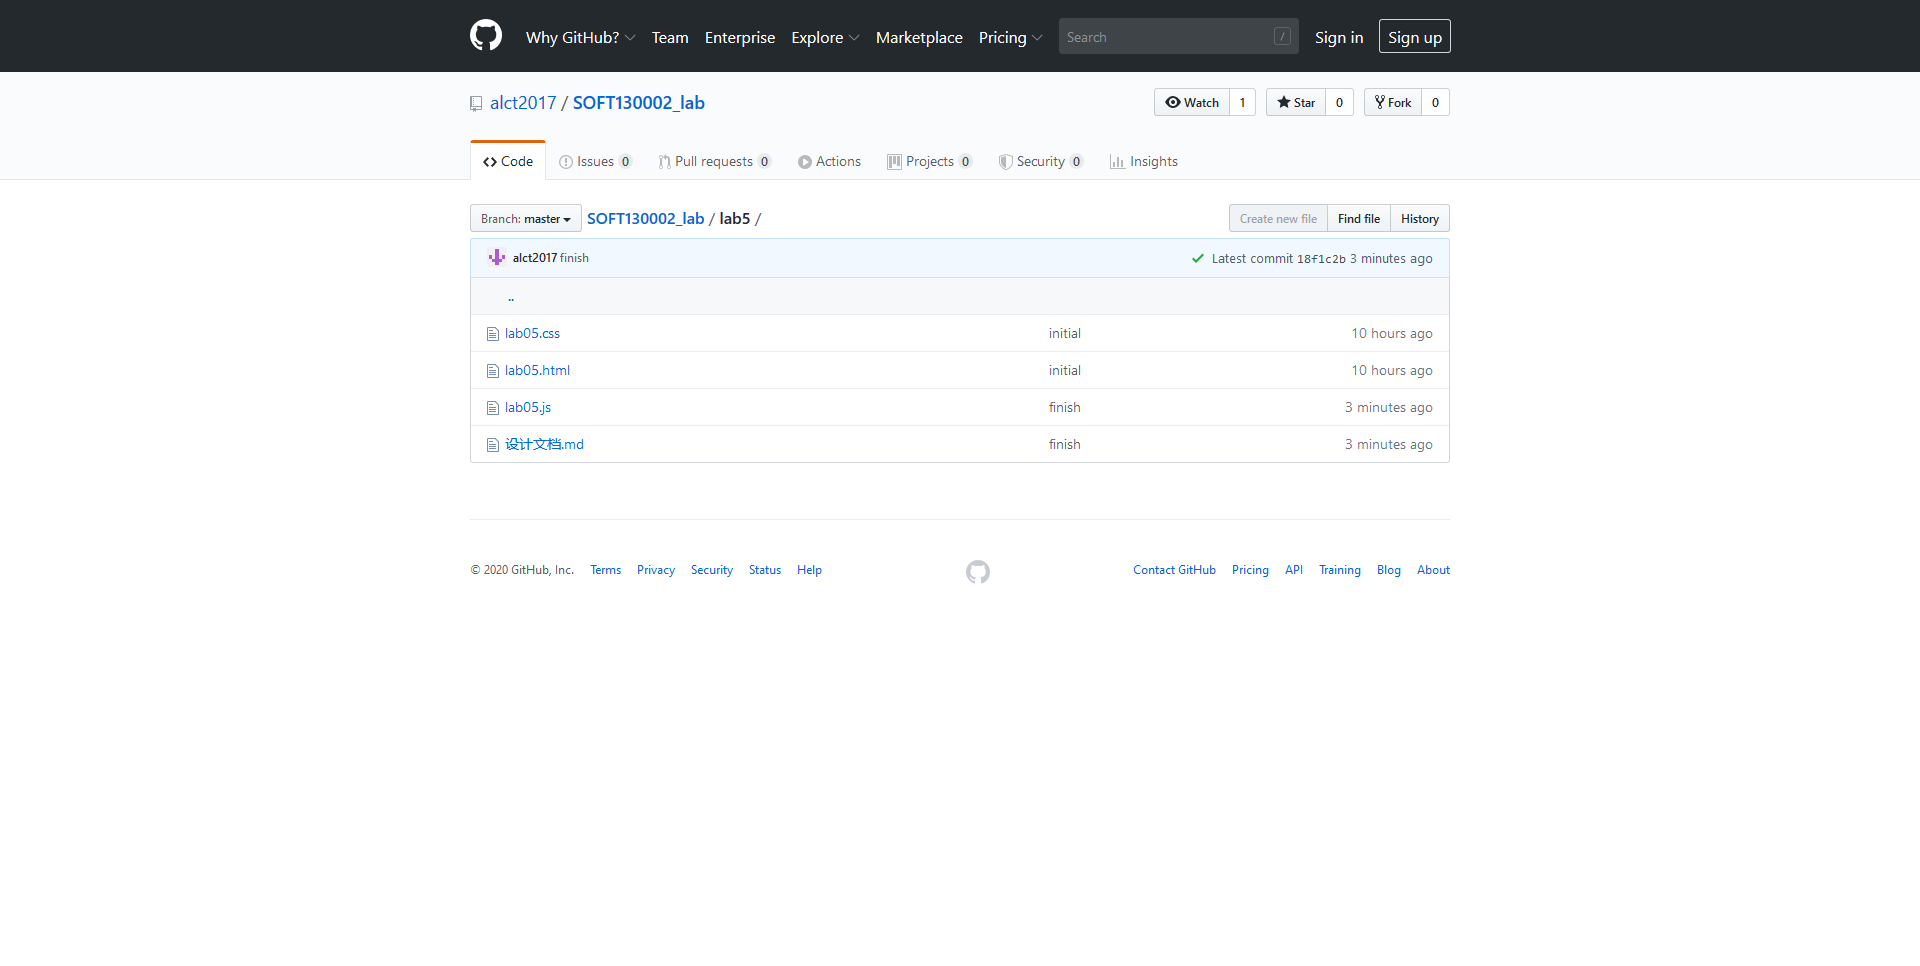 Why GitHub? Team Enterprise Explore Marketplace Pricing Search / Sign in Sign up
alct2017 / SOFT130002_lab Watch 1 Star 0 Fork 0
Code Issues 0 Pull requests 0 Actions Projects 0 Security 0 Insights
Branch: master SOFT130002_lab / lab5 / Create new file Find file History
alct2017 finish Latest commit 18f1c2b 3 minutes ago
..
lab05.css initial 10 hours ago
lab05.html initial 10 hours ago
lab05.js finish 3 minutes ago
设计文档.md finish 3 minutes ago
© 2020 GitHub, Inc. Terms Privacy Security Status Help Contact GitHub Pricing API Training Blog About